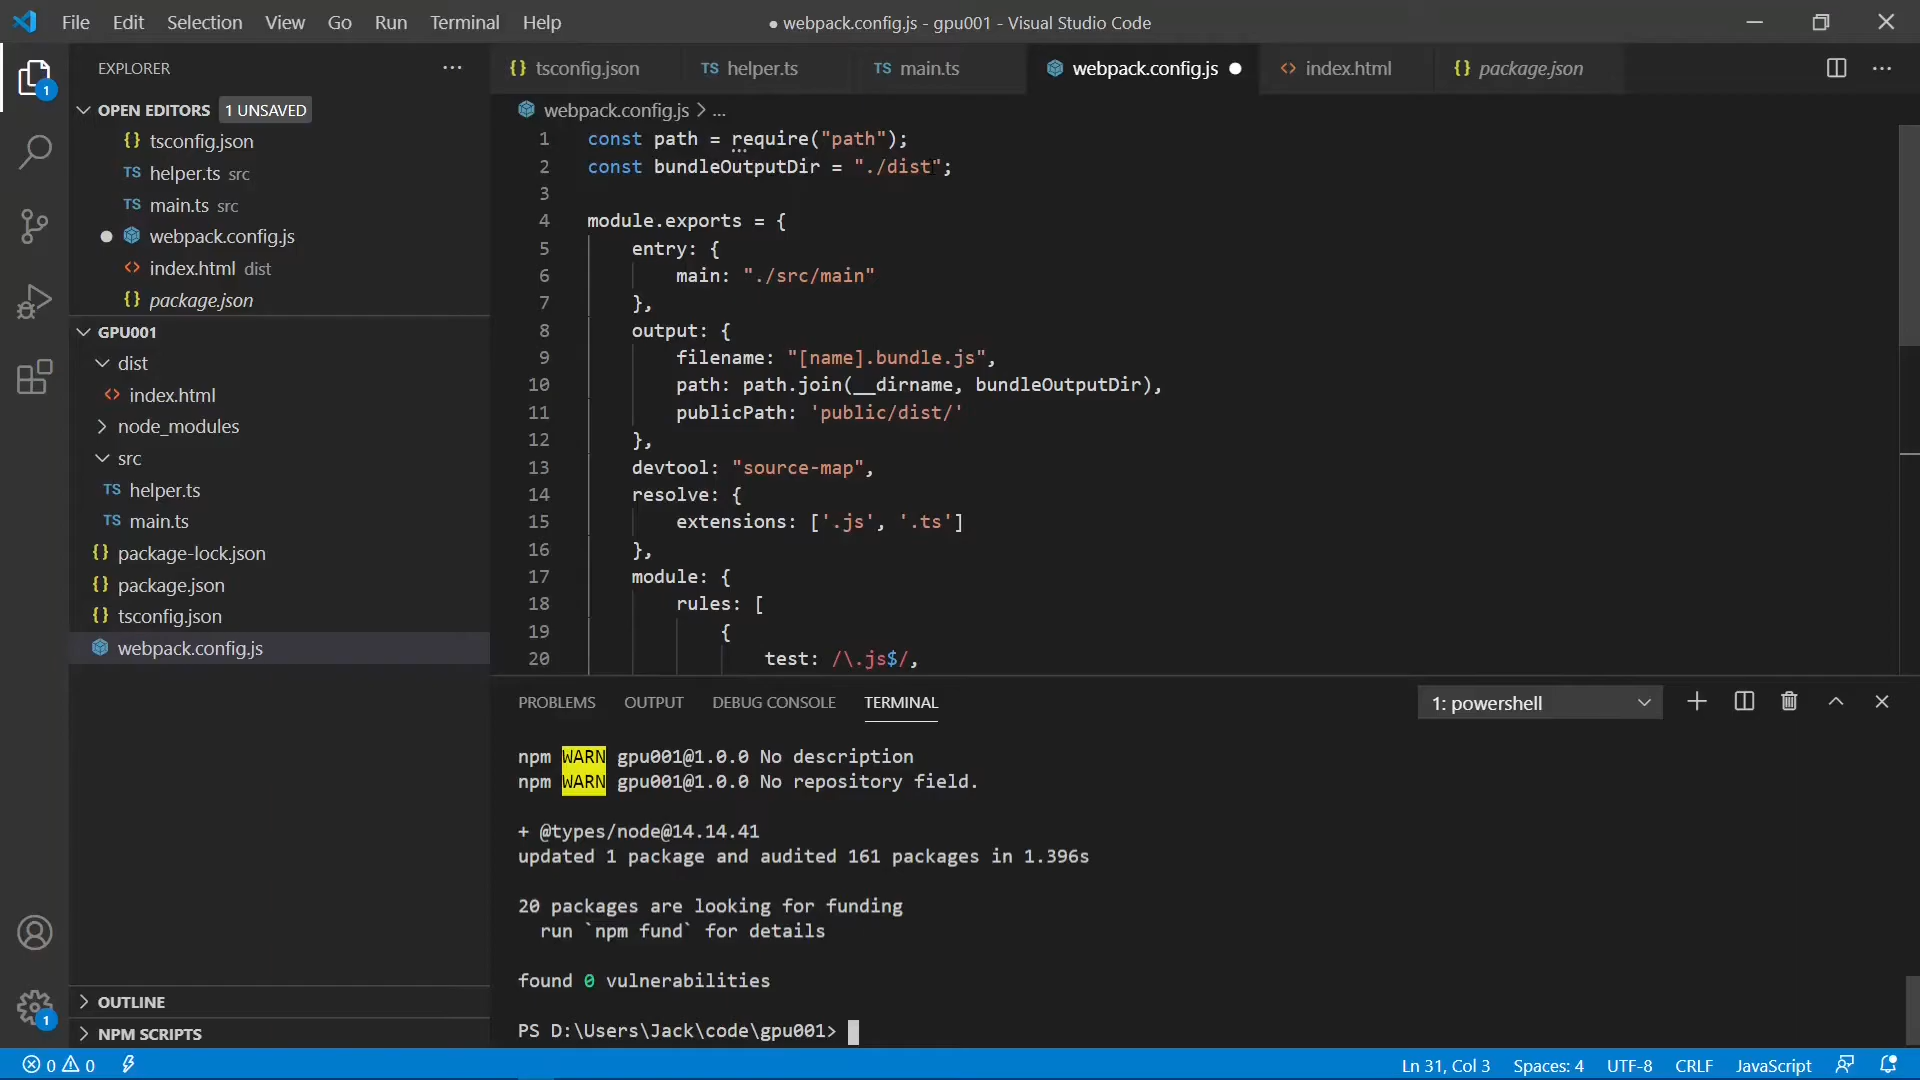 File Edit Selection View Go Run Terminal Help
● webpack.config.js - gpu001 - Visual Studio Code
EXPLORER ...
1
OPEN EDITORS 1 UNSAVED
{} tsconfig.json
TS helper.ts src
TS main.ts src
● webpack.config.js
<> index.html dist
{} package.json
GPU001
dist
<> index.html
node_modules
src
TS helper.ts
TS main.ts
{} package-lock.json
{} package.json
{} tsconfig.json
webpack.config.js
OUTLINE
NPM SCRIPTS
1
{} tsconfig.json TS helper.ts TS main.ts webpack.config.js ● <> index.html {} package.json
webpack.config.js > ...
1 const path = require("path");
2 const bundleOutputDir = "./dist";
3
4 module.exports = {
5 entry: {
6 main: "./src/main"
7 },
8 output: {
9 filename: "[name].bundle.js",
10 path: path.join(__dirname, bundleOutputDir),
11 publicPath: 'public/dist/'
12 },
13 devtool: "source-map",
14 resolve: {
15 extensions: ['.js', '.ts']
16 },
17 module: {
18 rules: [
19 {
20 test: /\.js$/,
PROBLEMS OUTPUT DEBUG CONSOLE TERMINAL 1: powershell
npm WARN gpu001@1.0.0 No description
npm WARN gpu001@1.0.0 No repository field.
+ @types/node@14.14.41
updated 1 package and audited 161 packages in 1.396s
20 packages are looking for funding
run `npm fund` for details
found 0 vulnerabilities
PS D:\Users\Jack\code\gpu001>
0 0 Ln 31, Col 3 Spaces: 4 UTF-8 CRLF JavaScript